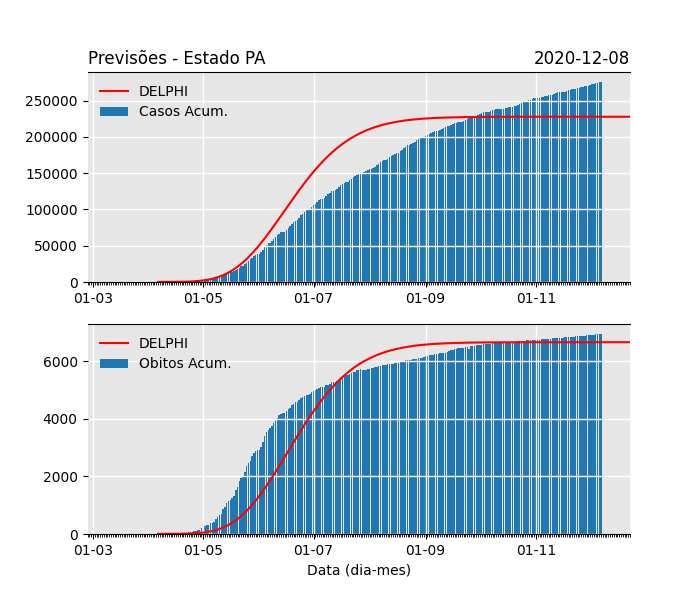 Previsões - Estado PA 2020-12-08
DELPHI
Casos Acum.
250000
200000
150000
100000
50000
0
01-03 01-05 01-07 01-09 01-11
DELPHI
Obitos Acum.
6000
4000
2000
0
01-03 01-05 01-07 01-09 01-11
Data (dia-mes)